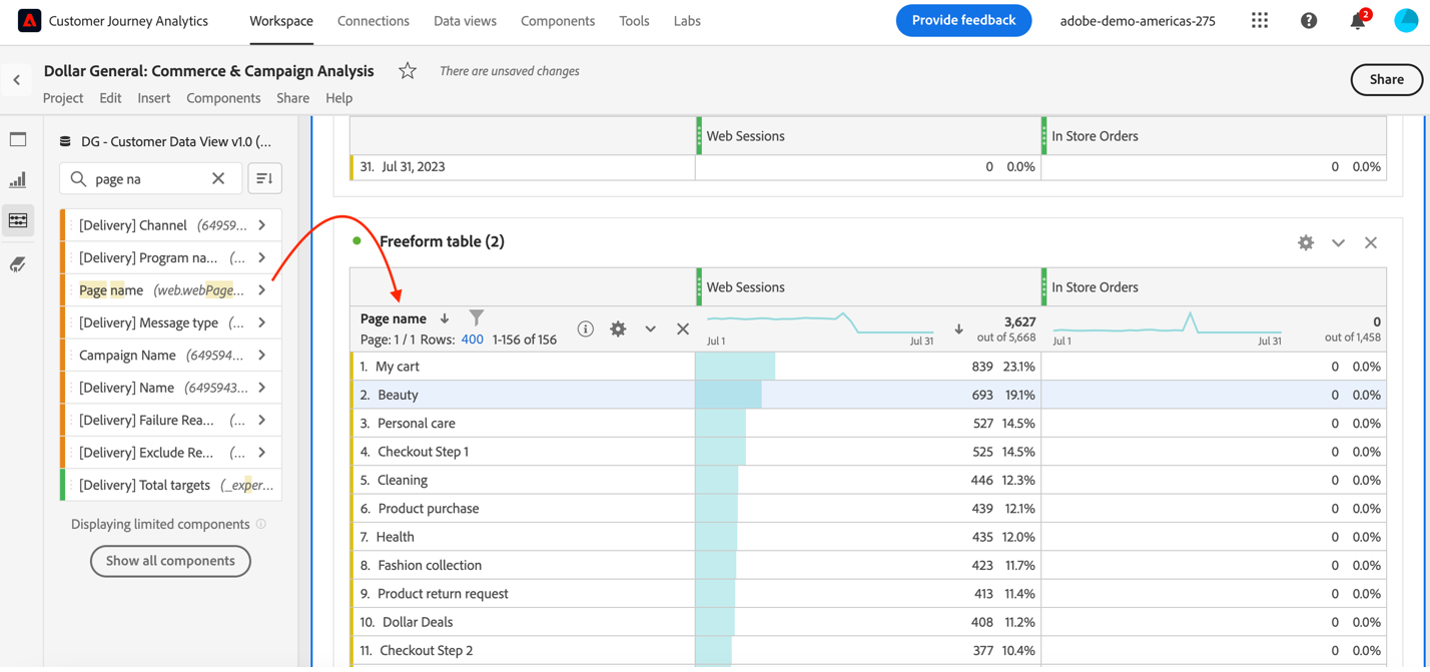 Customer Journey Analytics Workspace Connections Data views Components Tools Labs Provide feedback adobe-demo-americas-275 2
Dollar General: Commerce & Campaign Analysis There are unsaved changes
Share
Project Edit Insert Components Share Help
DG - Customer Data View v1.0 (...
page na
[Delivery] Channel (64959...
[Delivery] Program na... (...
Page name (web.webPage...
[Delivery] Message type (...
Campaign Name (649594...
[Delivery] Name (6495943...
[Delivery] Failure Rea... (...
[Delivery] Exclude Re... (...
[Delivery] Total targets (_exper...
Displaying limited components
Show all components
Web Sessions In Store Orders
31. Jul 31, 2023 0 0.0% 0 0.0%
Freeform table (2)
Web Sessions In Store Orders
Page name 3,627 0
Page: 1 / 1 Rows: 400 1-156 of 156 Jul 1 Jul 31 out of 5,668 Jul 1 Jul 31 out of 1,458
1. My cart 839 23.1% 0 0.0%
2. Beauty 693 19.1% 0 0.0%
3. Personal care 527 14.5% 0 0.0%
4. Checkout Step 1 525 14.5% 0 0.0%
5. Cleaning 446 12.3% 0 0.0%
6. Product purchase 439 12.1% 0 0.0%
7. Health 435 12.0% 0 0.0%
8. Fashion collection 423 11.7% 0 0.0%
9. Product return request 413 11.4% 0 0.0%
10. Dollar Deals 408 11.2% 0 0.0%
11. Checkout Step 2 377 10.4% 0 0.0%